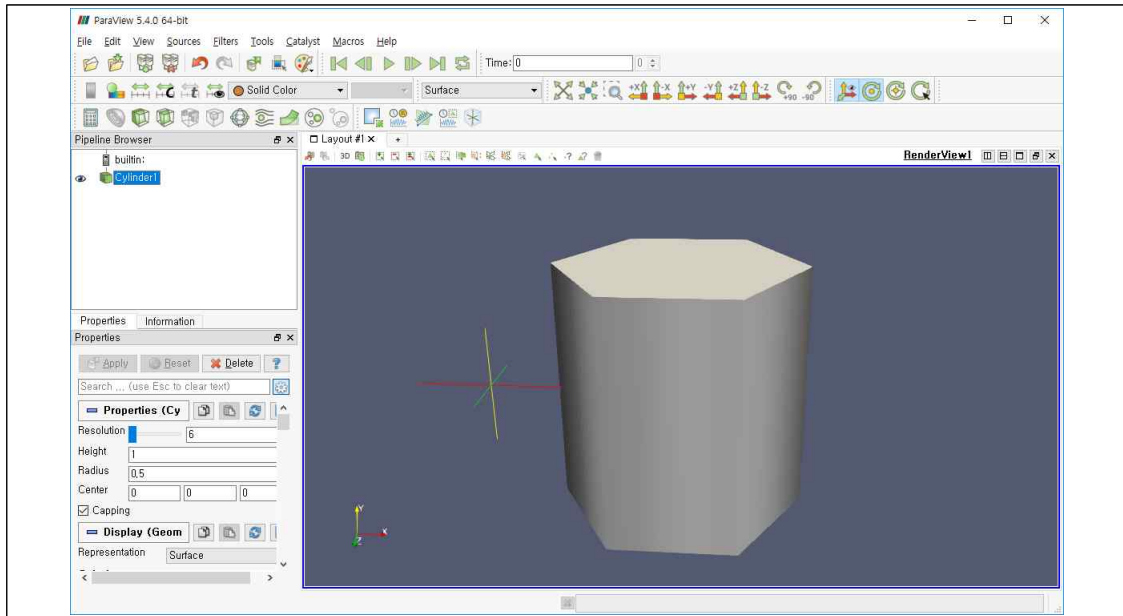 ParaView 5.4.0 64-bit
File Edit View Sources Filters Tools Catalyst Macros Help
Time: 0 0
Solid Color Surface +X -X +Y -Y +Z -Z +90 -90
Pipeline Browser Layout #1 +
3D RenderView1
builtin:
Cylinder1
Properties Information
Properties
Apply Reset Delete ?
Search ... (use Esc to clear text)
Properties (Cy
Resolution 6
Height 1
Radius 0.5
Center 0 0 0
Capping
Display (Geom
Representation Surface
Y
X
Z